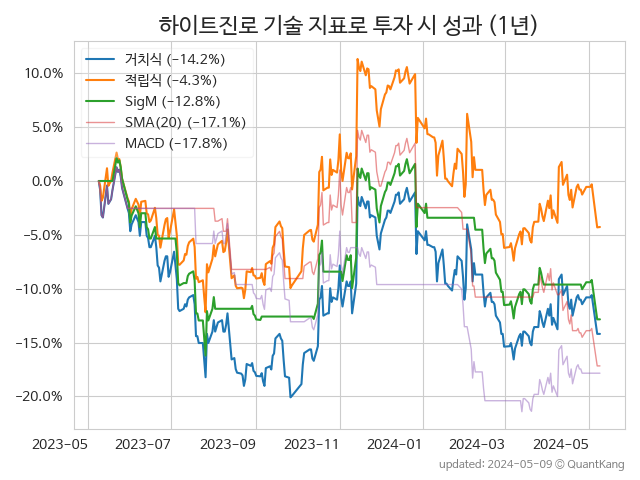 하이트진로 기술 지표로 투자 시 성과 (1년)
거치식 (−14.2%)
적립식 (−4.3%)
SigM (−12.8%)
SMA(20) (−17.1%)
MACD (−17.8%)
10.0%
5.0%
0.0%
−5.0%
−10.0%
−15.0%
−20.0%
2023-05 2023-07 2023-09 2023-11 2024-01 2024-03 2024-05
updated: 2024-05-09 © QuantKang